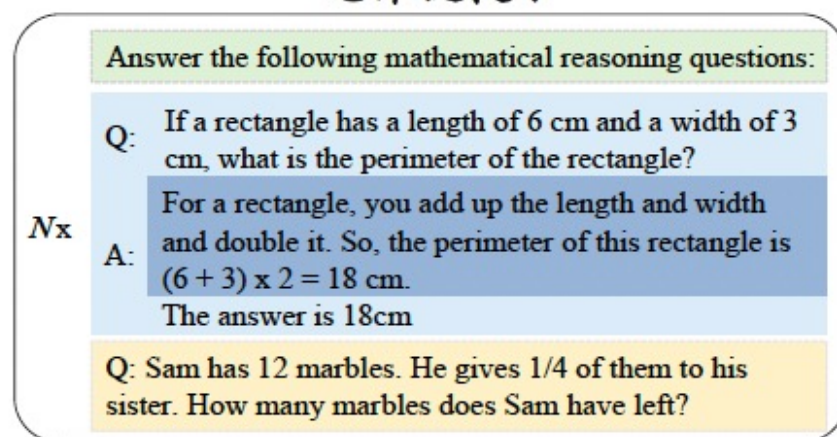 Answer the following mathematical reasoning questions:
Q: If a rectangle has a length of 6 cm and a width of 3
cm, what is the perimeter of the rectangle?
Nx
A: For a rectangle, you add up the length and width
and double it. So, the perimeter of this rectangle is
(6 + 3) x 2 = 18 cm.
The answer is 18cm
Q: Sam has 12 marbles. He gives 1/4 of them to his
sister. How many marbles does Sam have left?